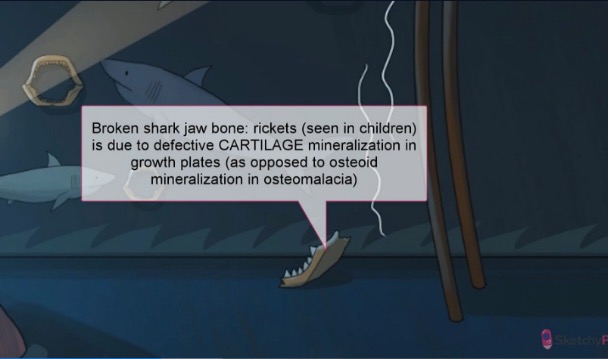 Broken shark jaw bone: rickets (seen in children)
is due to defective CARTILAGE mineralization in
growth plates (as opposed to osteoid
mineralization in osteomalacia)
SketchyP